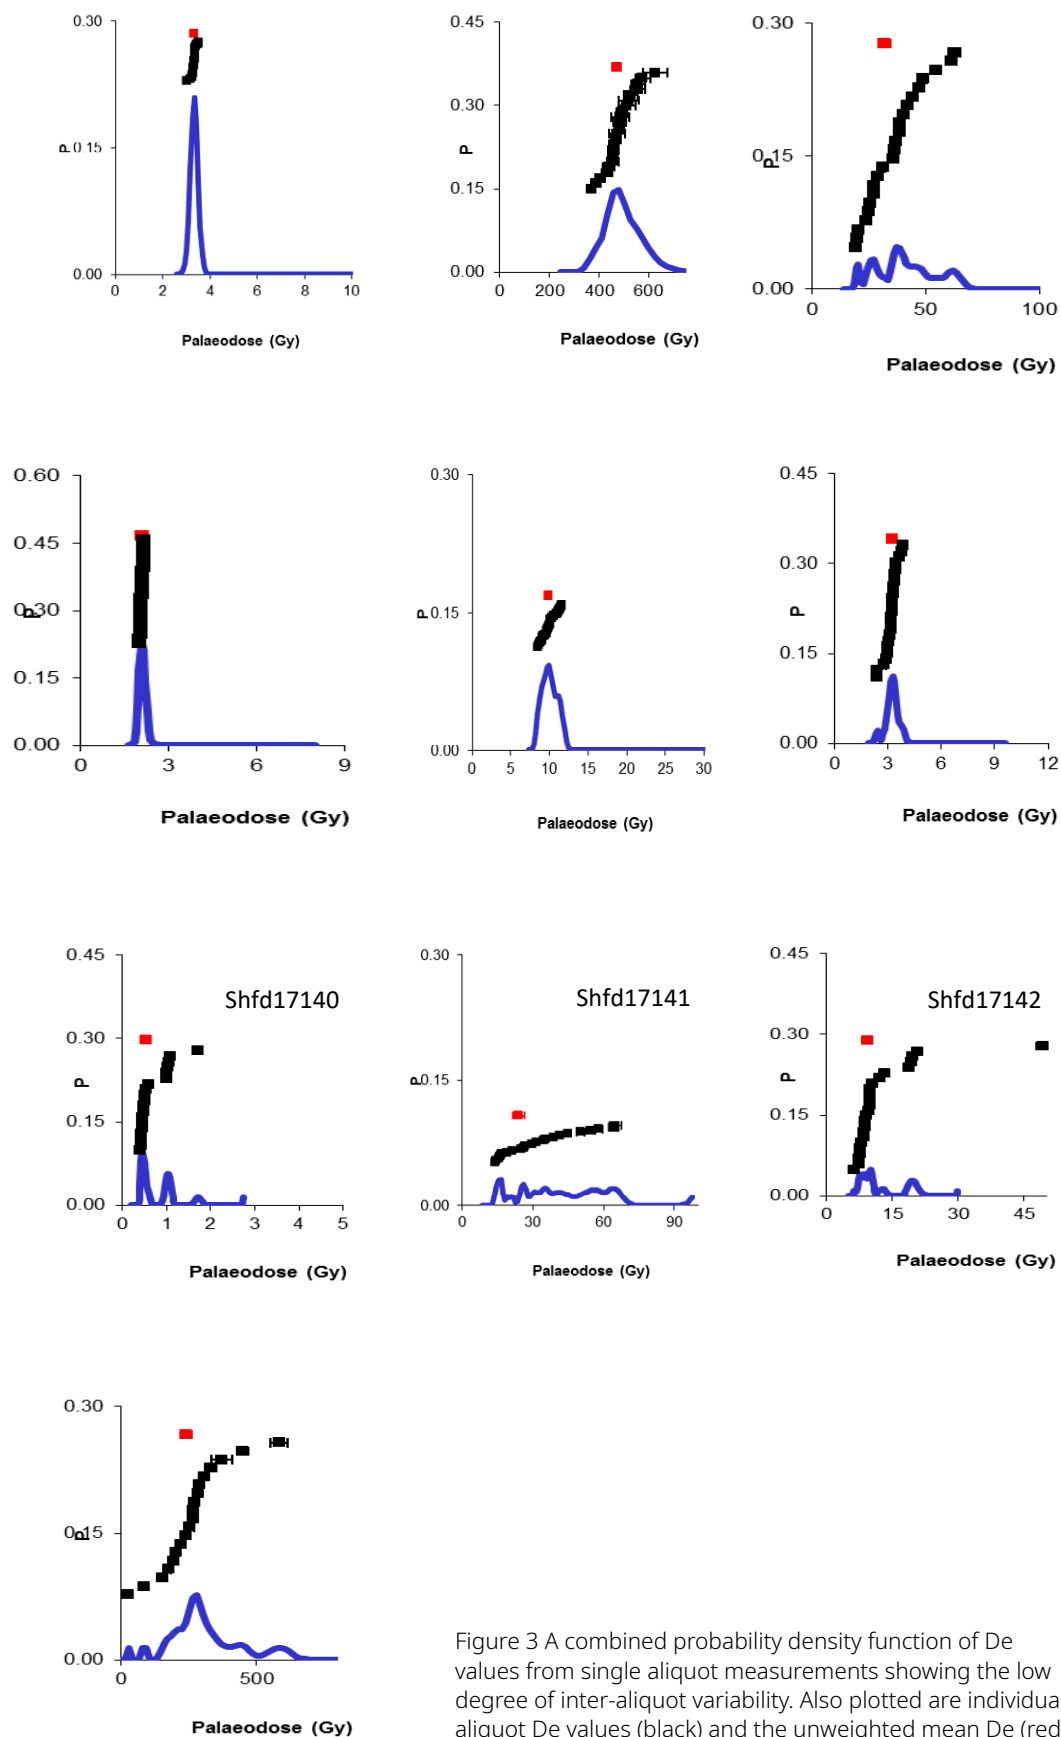 0.30
0.15
0.00
P
0 2 4 6 8 10
Palaeodose (Gy)
0.45
0.30
0.15
0.00
P
0 200 400 600
Palaeodose (Gy)
0.30
0.15
0.00
P
0 50 100
Palaeodose (Gy)
0.60
0.45
0.30
0.15
0.00
P
0 3 6 9
Palaeodose (Gy)
0.30
0.15
0.00
P
0 5 10 15 20 25 30
Palaeodose (Gy)
0.45
0.30
0.15
0.00
P
0 3 6 9 12
Palaeodose (Gy)
0.45
0.30
0.15
0.00
P
Shfd17140
0 1 2 3 4 5
Palaeodose (Gy)
0.30
0.15
0.00
P
Shfd17141
0 30 60 90
Palaeodose (Gy)
0.45
0.30
0.15
0.00
P
Shfd17142
0 15 30 45
Palaeodose (Gy)
0.30
0.15
0.00
P
0 500
Palaeodose (Gy)
Figure 3 A combined probability density function of De
values from single aliquot measurements showing the low
degree of inter-aliquot variability. Also plotted are individua
aliquot De values (black) and the unweighted mean De (red